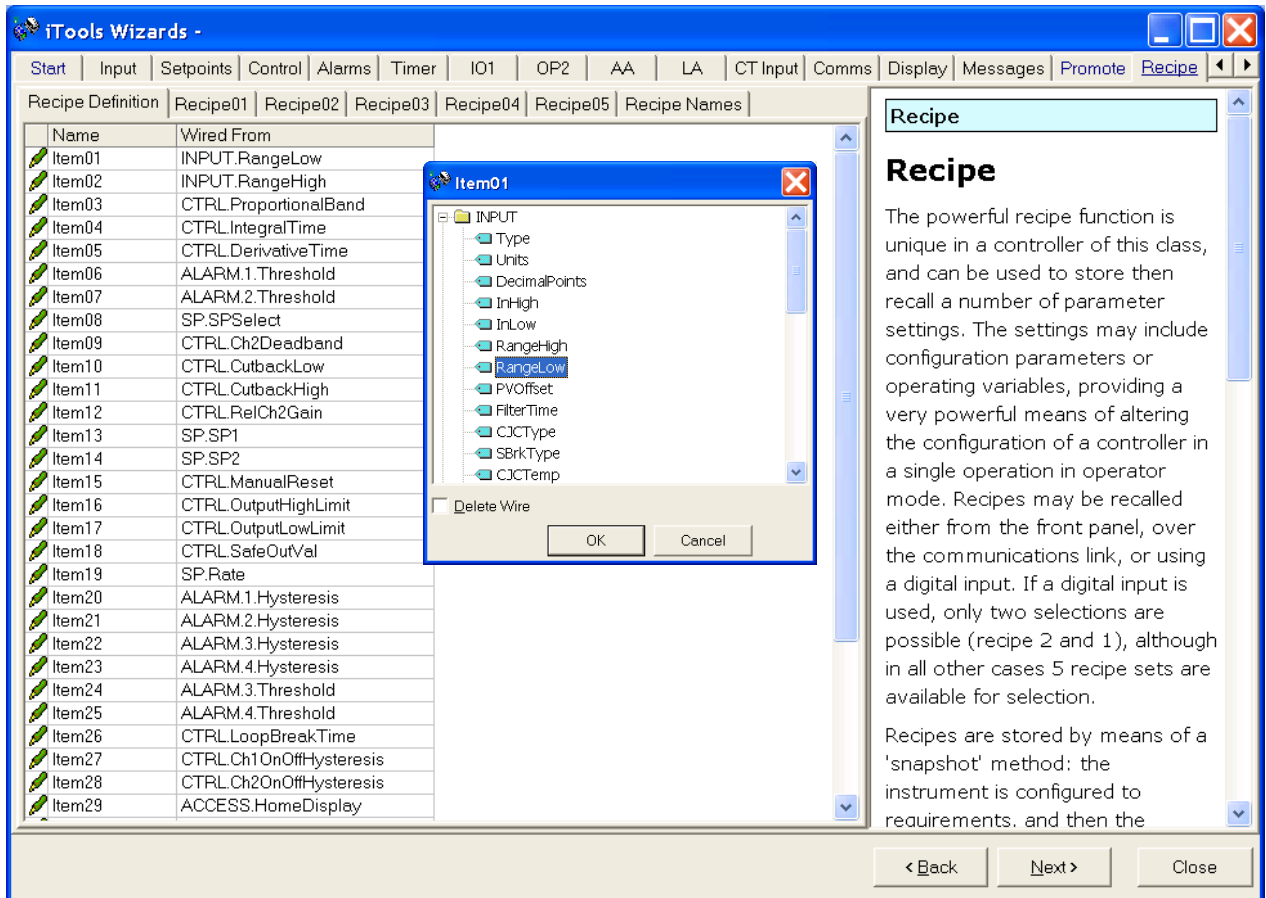 iTools Wizards -
Start Input Setpoints Control Alarms Timer IO1 OP2 AA LA CT Input Comms Display Messages Promote Recipe
Recipe Definition Recipe01 Recipe02 Recipe03 Recipe04 Recipe05 Recipe Names
Name Wired From
Item01 INPUT.RangeLow
Item02 INPUT.RangeHigh
Item03 CTRL.ProportionalBand
Item04 CTRL.IntegralTime
Item05 CTRL.DerivativeTime
Item06 ALARM.1.Threshold
Item07 ALARM.2.Threshold
Item08 SP.SPSelect
Item09 CTRL.Ch2Deadband
Item10 CTRL.CutbackLow
Item11 CTRL.CutbackHigh
Item12 CTRL.RelCh2Gain
Item13 SP.SP1
Item14 SP.SP2
Item15 CTRL.ManualReset
Item16 CTRL.OutputHighLimit
Item17 CTRL.OutputLowLimit
Item18 CTRL.SafeOutVal
Item19 SP.Rate
Item20 ALARM.1.Hysteresis
Item21 ALARM.2.Hysteresis
Item22 ALARM.3.Hysteresis
Item23 ALARM.4.Hysteresis
Item24 ALARM.3.Threshold
Item25 ALARM.4.Threshold
Item26 CTRL.LoopBreakTime
Item27 CTRL.Ch1OnOffHysteresis
Item28 CTRL.Ch2OnOffHysteresis
Item29 ACCESS.HomeDisplay
Item01
INPUT
Type
Units
DecimalPoints
InHigh
InLow
RangeHigh
RangeLow
PVOffset
FilterTime
CJCType
SBrkType
CJCTemp
Delete Wire
OK Cancel
Recipe
Recipe
The powerful recipe function is
unique in a controller of this class,
and can be used to store then
recall a number of parameter
settings. The settings may include
configuration parameters or
operating variables, providing a
very powerful means of altering
the configuration of a controller in
a single operation in operator
mode. Recipes may be recalled
either from the front panel, over
the communications link, or using
a digital input. If a digital input is
used, only two selections are
possible (recipe 2 and 1), although
in all other cases 5 recipe sets are
available for selection.
Recipes are stored by means of a
'snapshot' method: the
instrument is configured to
requirements, and then the
< Back Next > Close